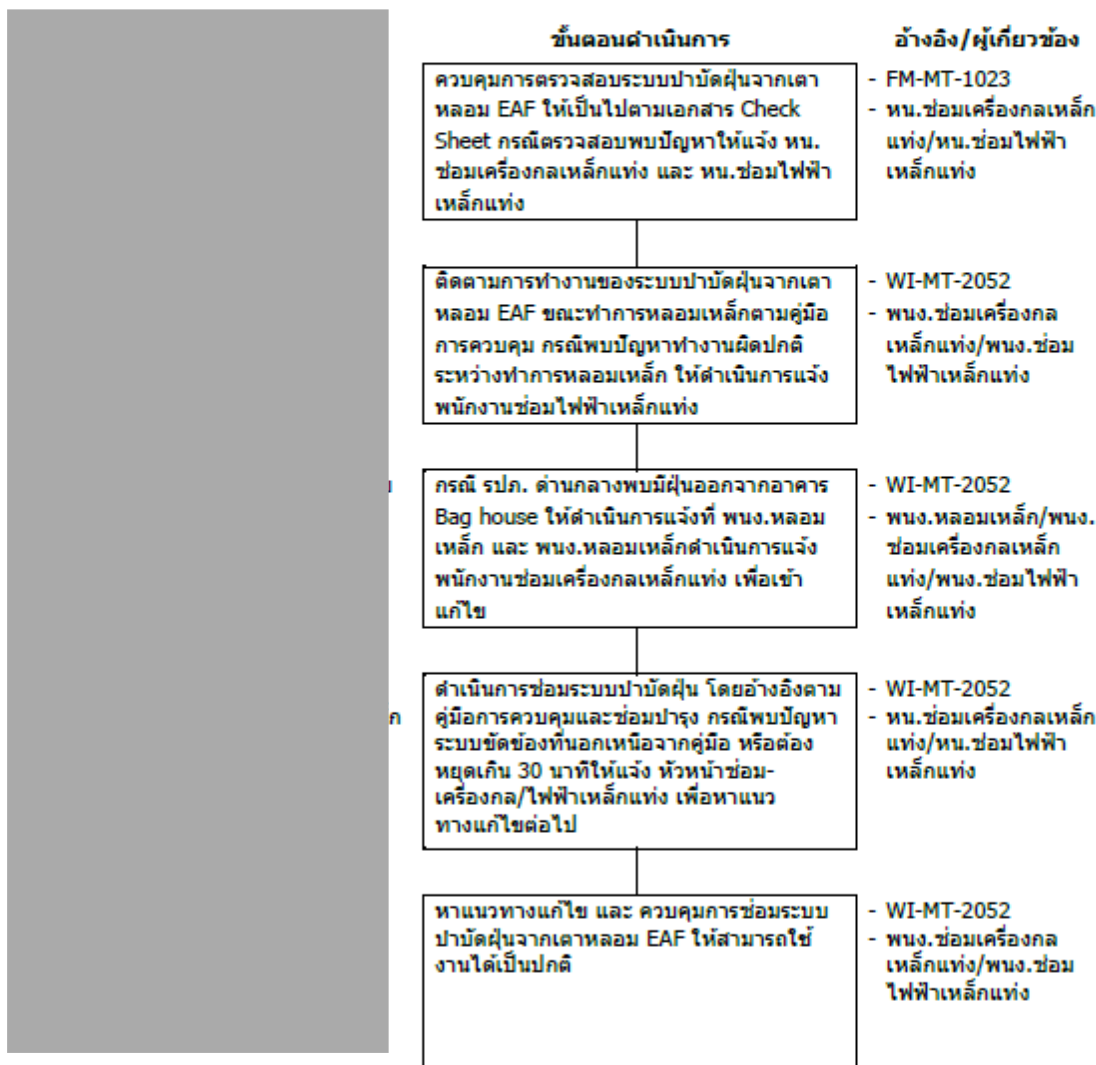 ขั้นตอนดำเนินการ
อ้างอิง/ผู้เกี่ยวข้อง
ควบคุมการตรวจสอบระบบบำบัดฝุ่นจากเตา
หลอม EAF ให้เป็นไปตามเอกสาร Check
Sheet กรณีตรวจสอบพบปัญหาให้แจ้ง หน.
ซ่อมเครื่องกลเหล็กแท่ง และ หน.ซ่อมไฟฟ้า
เหล็กแท่ง
- FM-MT-1023
- หน.ซ่อมเครื่องกลเหล็ก
แท่ง/หน.ซ่อมไฟฟ้า
เหล็กแท่ง
ติดตามการทำงานของระบบบำบัดฝุ่นจากเตา
หลอม EAF ขณะทำการหลอมเหล็กตามคู่มือ
การควบคุม กรณีพบปัญหาทำงานผิดปกติ
ระหว่างทำการหลอมเหล็ก ให้ดำเนินการแจ้ง
พนักงานซ่อมไฟฟ้าเหล็กแท่ง
- WI-MT-2052
- พนง.ซ่อมเครื่องกล
เหล็กแท่ง/พนง.ซ่อม
ไฟฟ้าเหล็กแท่ง
กรณี รปภ. ด่านกลางพบมีฝุ่นออกจากอาคาร
Bag house ให้ดำเนินการแจ้งที่ พนง.หลอม
เหล็ก และ พนง.หลอมเหล็กดำเนินการแจ้ง
พนักงานซ่อมเครื่องกลเหล็กแท่ง เพื่อเข้า
แก้ไข
- WI-MT-2052
- พนง.หลอมเหล็ก/พนง.
ซ่อมเครื่องกลเหล็ก
แท่ง/พนง.ซ่อมไฟฟ้า
เหล็กแท่ง
ดำเนินการซ่อมระบบบำบัดฝุ่น โดยอ้างอิงตาม
คู่มือการควบคุมและซ่อมบำรุง กรณีพบปัญหา
ระบบขัดข้องที่นอกเหนือจากคู่มือ หรือต้อง
หยุดเกิน 30 นาทีให้แจ้ง หัวหน้าซ่อม-
เครื่องกล/ไฟฟ้าเหล็กแท่ง เพื่อหาแนว
ทางแก้ไขต่อไป
- WI-MT-2052
- หน.ซ่อมเครื่องกลเหล็ก
แท่ง/หน.ซ่อมไฟฟ้า
เหล็กแท่ง
หาแนวทางแก้ไข และ ควบคุมการซ่อมระบบ
บำบัดฝุ่นจากเตาหลอม EAF ให้สามารถใช้
งานได้เป็นปกติ
- WI-MT-2052
- พนง.ซ่อมเครื่องกล
เหล็กแท่ง/พนง.ซ่อม
ไฟฟ้าเหล็กแท่ง